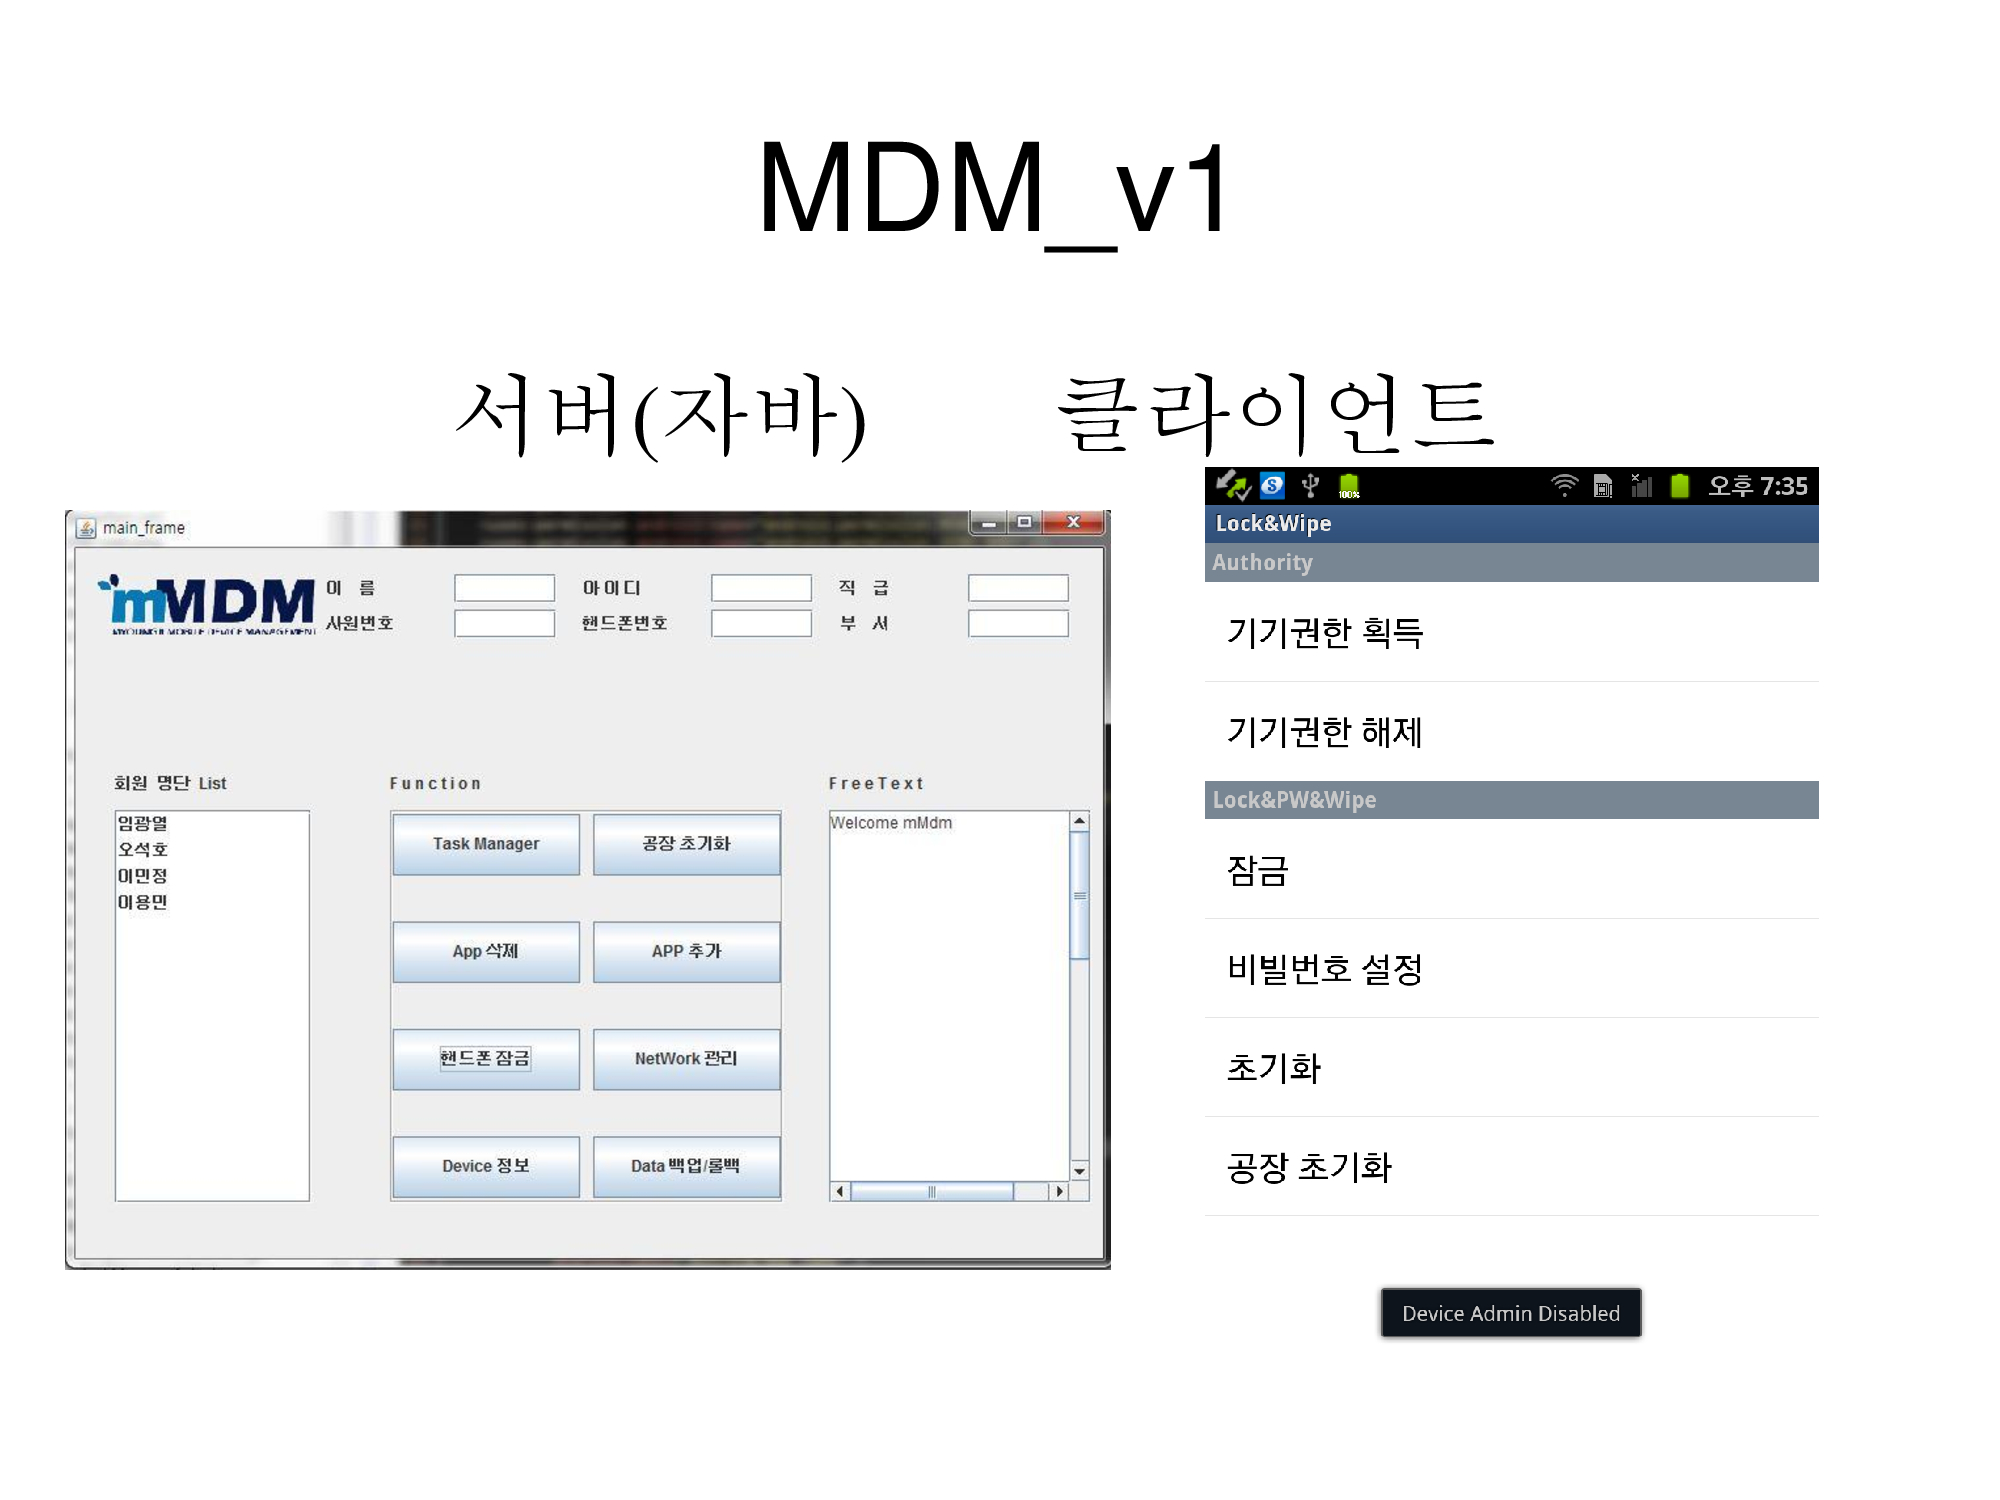 MDM_v1
서버(자바) 클라이언트
main_frame
mMDM
MOBILE DEVICE MANAGEMENT
이 름 아이디 직 급
사원번호 핸드폰번호 부 서
회원 명단 List
임광열
오석호
이민정
이용민
Function
Task Manager 공장 초기화
App 삭제 APP 추가
핸드폰 잠금 NetWork 관리
Device 정보 Data 백업/롤백
FreeText
Welcome mMdm
100%
오후 7:35
Lock&Wipe
Authority
기기권한 획득
기기권한 해제
Lock&PW&Wipe
잠금
비빌번호 설정
초기화
공장 초기화
Device Admin Disabled